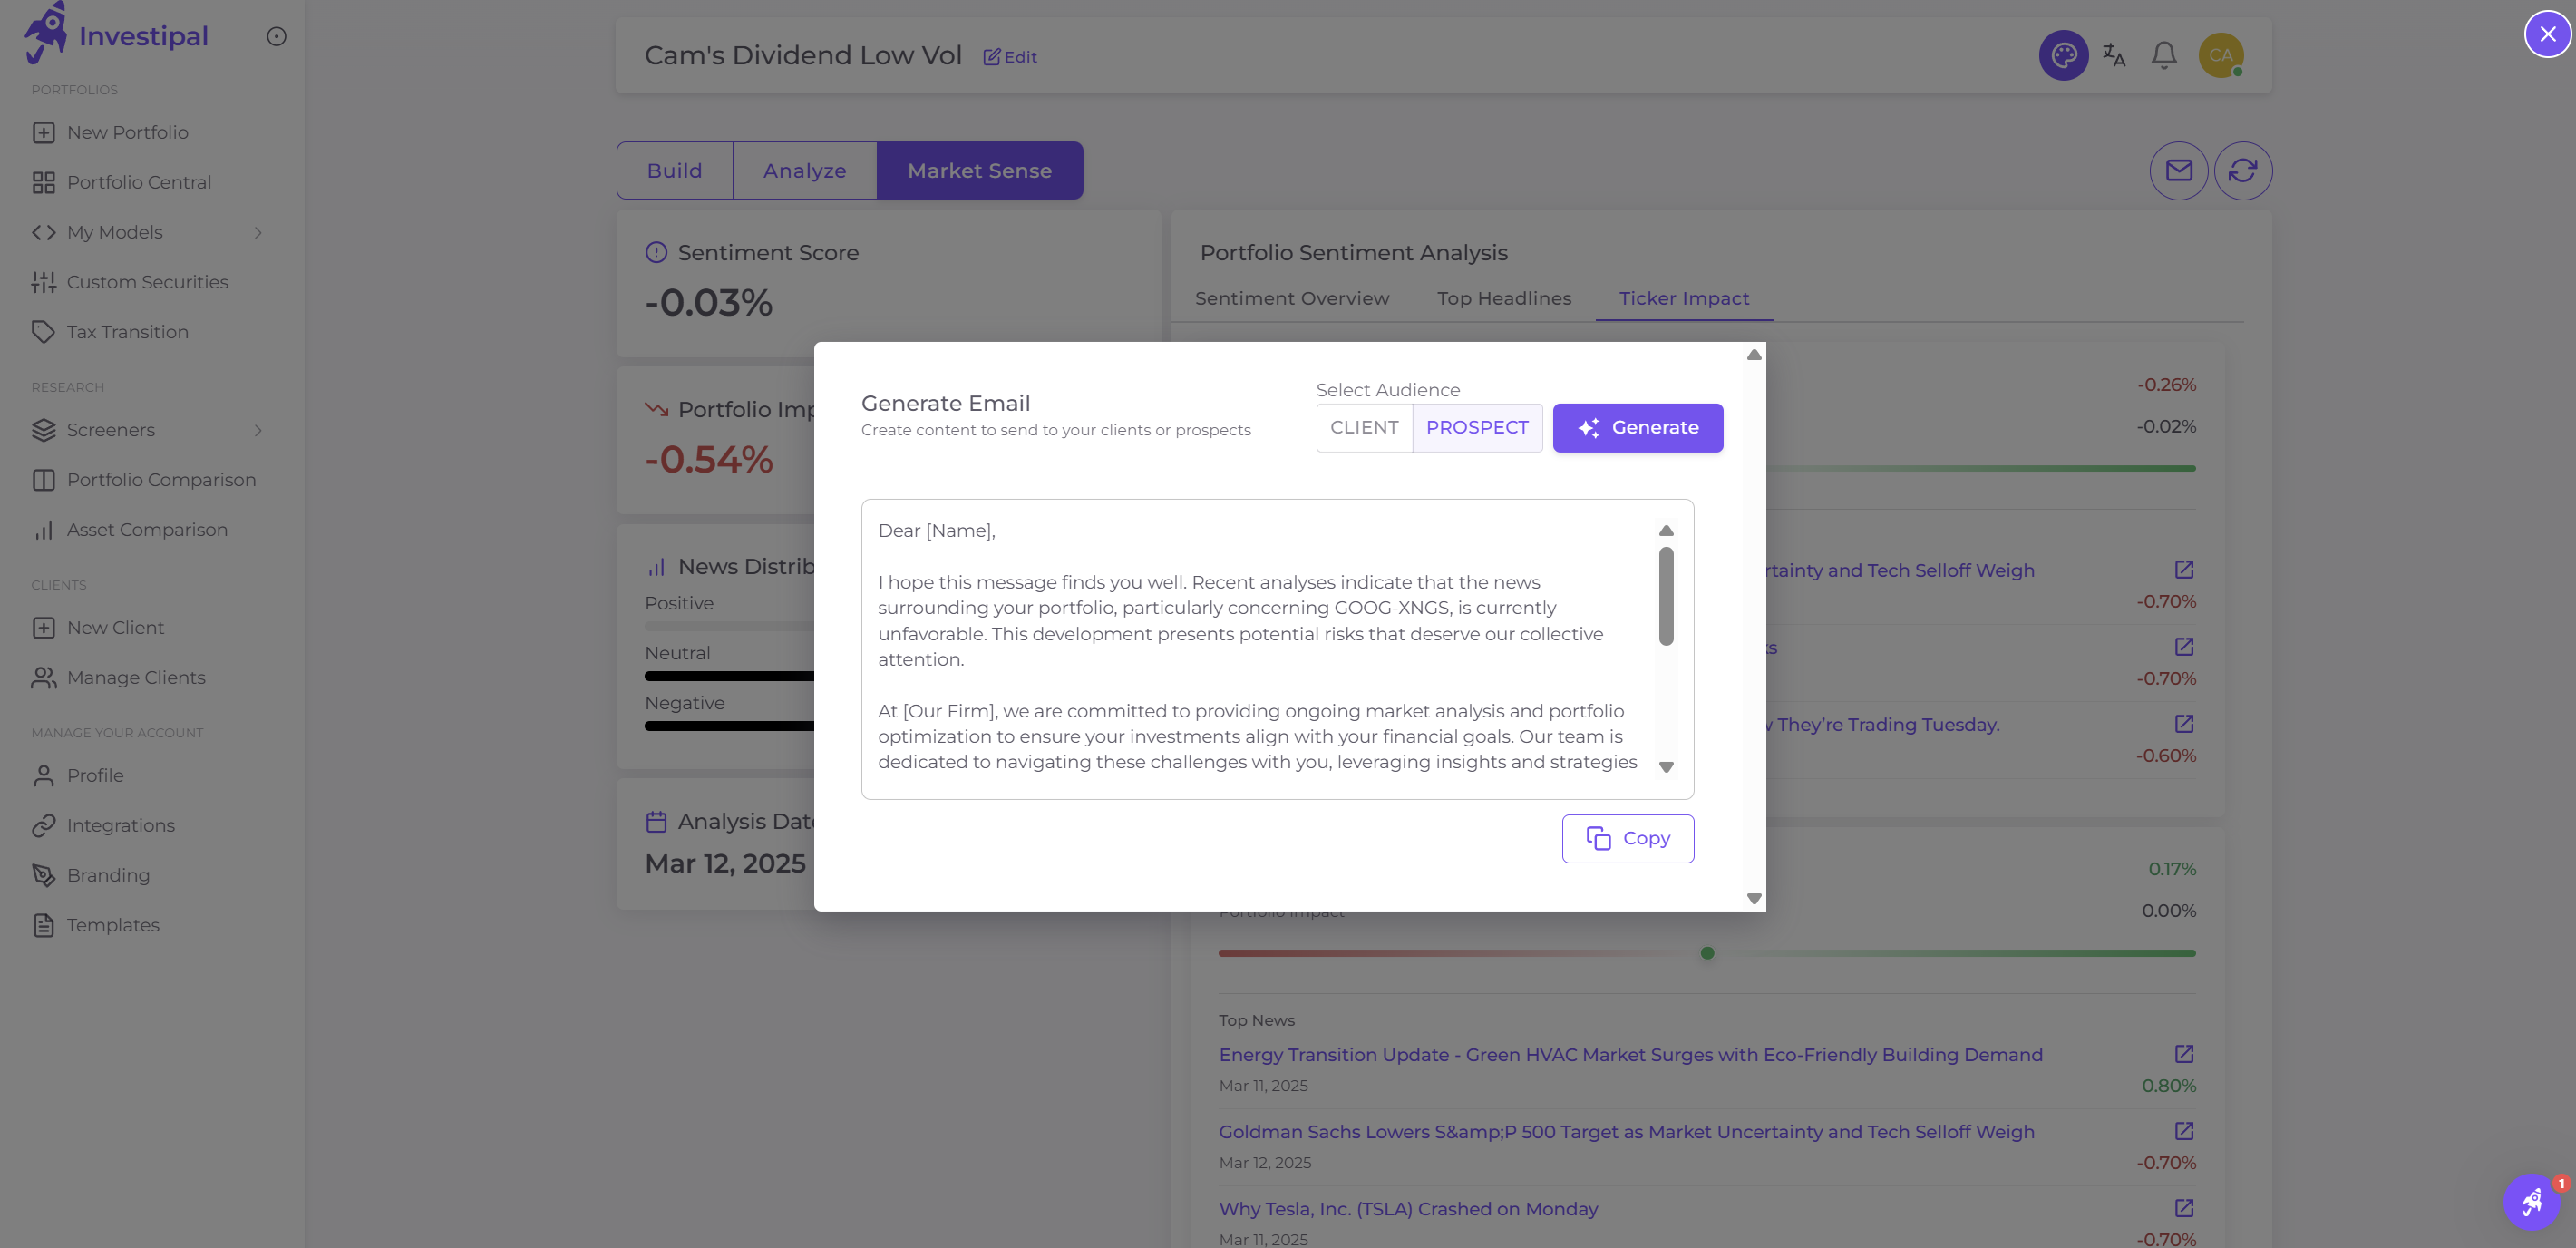 Investipal
PORTFOLIOS
New Portfolio
Portfolio Central
My Models
Custom Securities
Tax Transition
RESEARCH
Screeners
Portfolio Comparison
Asset Comparison
CLIENTS
New Client
Manage Clients
MANAGE YOUR ACCOUNT
Profile
Integrations
Branding
Templates
Cam's Dividend Low Vol
Edit
CA
Build
Analyze
Market Sense
Sentiment Score
-0.03%
Portfolio Imp
-0.54%
News Distrib
Positive
Neutral
Negative
Analysis Date
Mar 12, 2025
Portfolio Sentiment Analysis
Sentiment Overview
Top Headlines
Ticker Impact
-0.26%
-0.02%
rtainty and Tech Selloff Weigh
-0.70%
ks
-0.70%
w They’re Trading Tuesday.
-0.60%
Generate Email
Create content to send to your clients or prospects
Select Audience
CLIENT
PROSPECT
Generate
Dear [Name],
I hope this message finds you well. Recent analyses indicate that the news
surrounding your portfolio, particularly concerning GOOG-XNGS, is currently
unfavorable. This development presents potential risks that deserve our collective
attention.
At [Our Firm], we are committed to providing ongoing market analysis and portfolio
optimization to ensure your investments align with your financial goals. Our team is
dedicated to navigating these challenges with you, leveraging insights and strategies
Copy
0.17%
Portfolio Impact
0.00%
Top News
Energy Transition Update - Green HVAC Market Surges with Eco-Friendly Building Demand
Mar 11, 2025
0.80%
Goldman Sachs Lowers S&amp;P 500 Target as Market Uncertainty and Tech Selloff Weigh
Mar 12, 2025
-0.70%
Why Tesla, Inc. (TSLA) Crashed on Monday
Mar 11, 2025
-0.70%
1